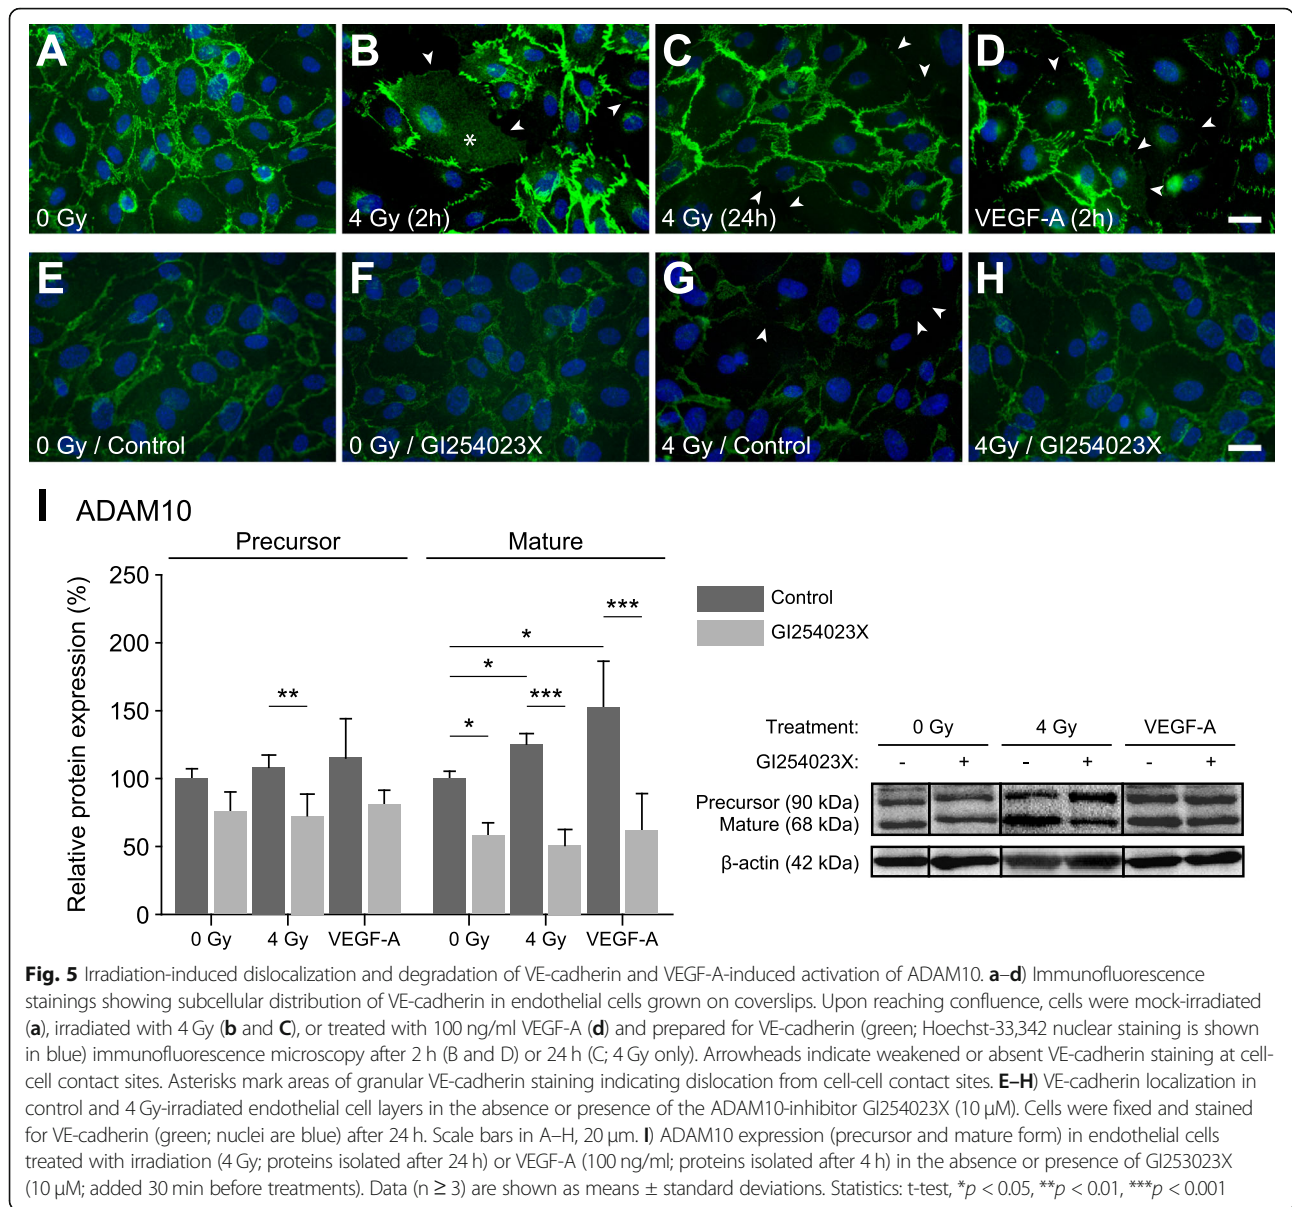 A B C D
0 Gy 4 Gy (2h) 4 Gy (24h) VEGF-A (2h)
*
E F G H
0 Gy / Control 0 Gy / GI254023X 4 Gy / Control 4Gy / GI254023X
I ADAM10
Precursor Mature
Relative protein expression (%)
250
200
150
100
50
0
** * * * *** ***
0 Gy 4 Gy VEGF-A 0 Gy 4 Gy VEGF-A
Control
GI254023X
Treatment: 0 Gy 4 Gy VEGF-A
GI254023X: - + - + - +
Precursor (90 kDa)
Mature (68 kDa)
β-actin (42 kDa)
Fig. 5 Irradiation-induced dislocalization and degradation of VE-cadherin and VEGF-A-induced activation of ADAM10. a–d) Immunofluorescence
stainings showing subcellular distribution of VE-cadherin in endothelial cells grown on coverslips. Upon reaching confluence, cells were mock-irradiated
(a), irradiated with 4 Gy (b and C), or treated with 100 ng/ml VEGF-A (d) and prepared for VE-cadherin (green; Hoechst-33,342 nuclear staining is shown
in blue) immunofluorescence microscopy after 2 h (B and D) or 24 h (C; 4 Gy only). Arrowheads indicate weakened or absent VE-cadherin staining at cell-
cell contact sites. Asterisks mark areas of granular VE-cadherin staining indicating dislocation from cell-cell contact sites. E–H) VE-cadherin localization in
control and 4 Gy-irradiated endothelial cell layers in the absence or presence of the ADAM10-inhibitor GI254023X (10 μM). Cells were fixed and stained
for VE-cadherin (green; nuclei are blue) after 24 h. Scale bars in A–H, 20 μm. I) ADAM10 expression (precursor and mature form) in endothelial cells
treated with irradiation (4 Gy; proteins isolated after 24 h) or VEGF-A (100 ng/ml; proteins isolated after 4 h) in the absence or presence of GI253023X
(10 μM; added 30 min before treatments). Data (n ≥ 3) are shown as means ± standard deviations. Statistics: t-test, *p < 0.05, **p < 0.01, ***p < 0.001